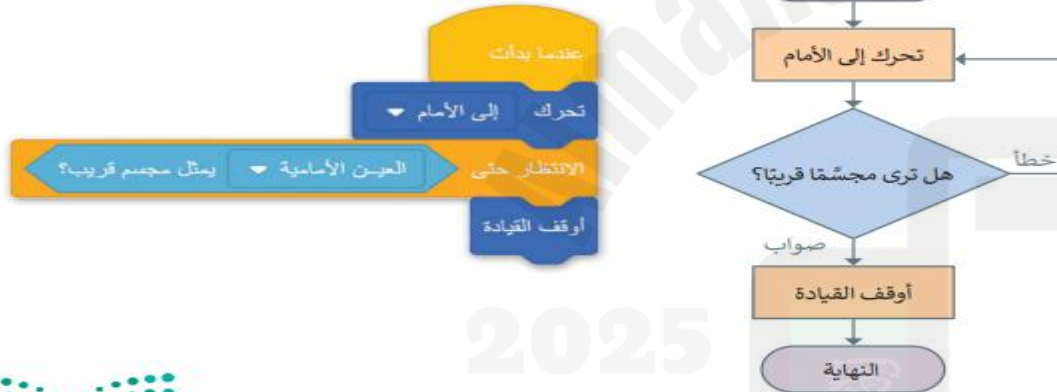 عندما بدأت
تحرك إلى الأمام
الانتظار حتى العين الأمامية يمثل مجسم قريب؟
أوقف القيادة
تحرك إلى الأمام
هل ترى مجسّمًا قريبًا؟
خطأ
صواب
أوقف القيادة
النهاية
2025